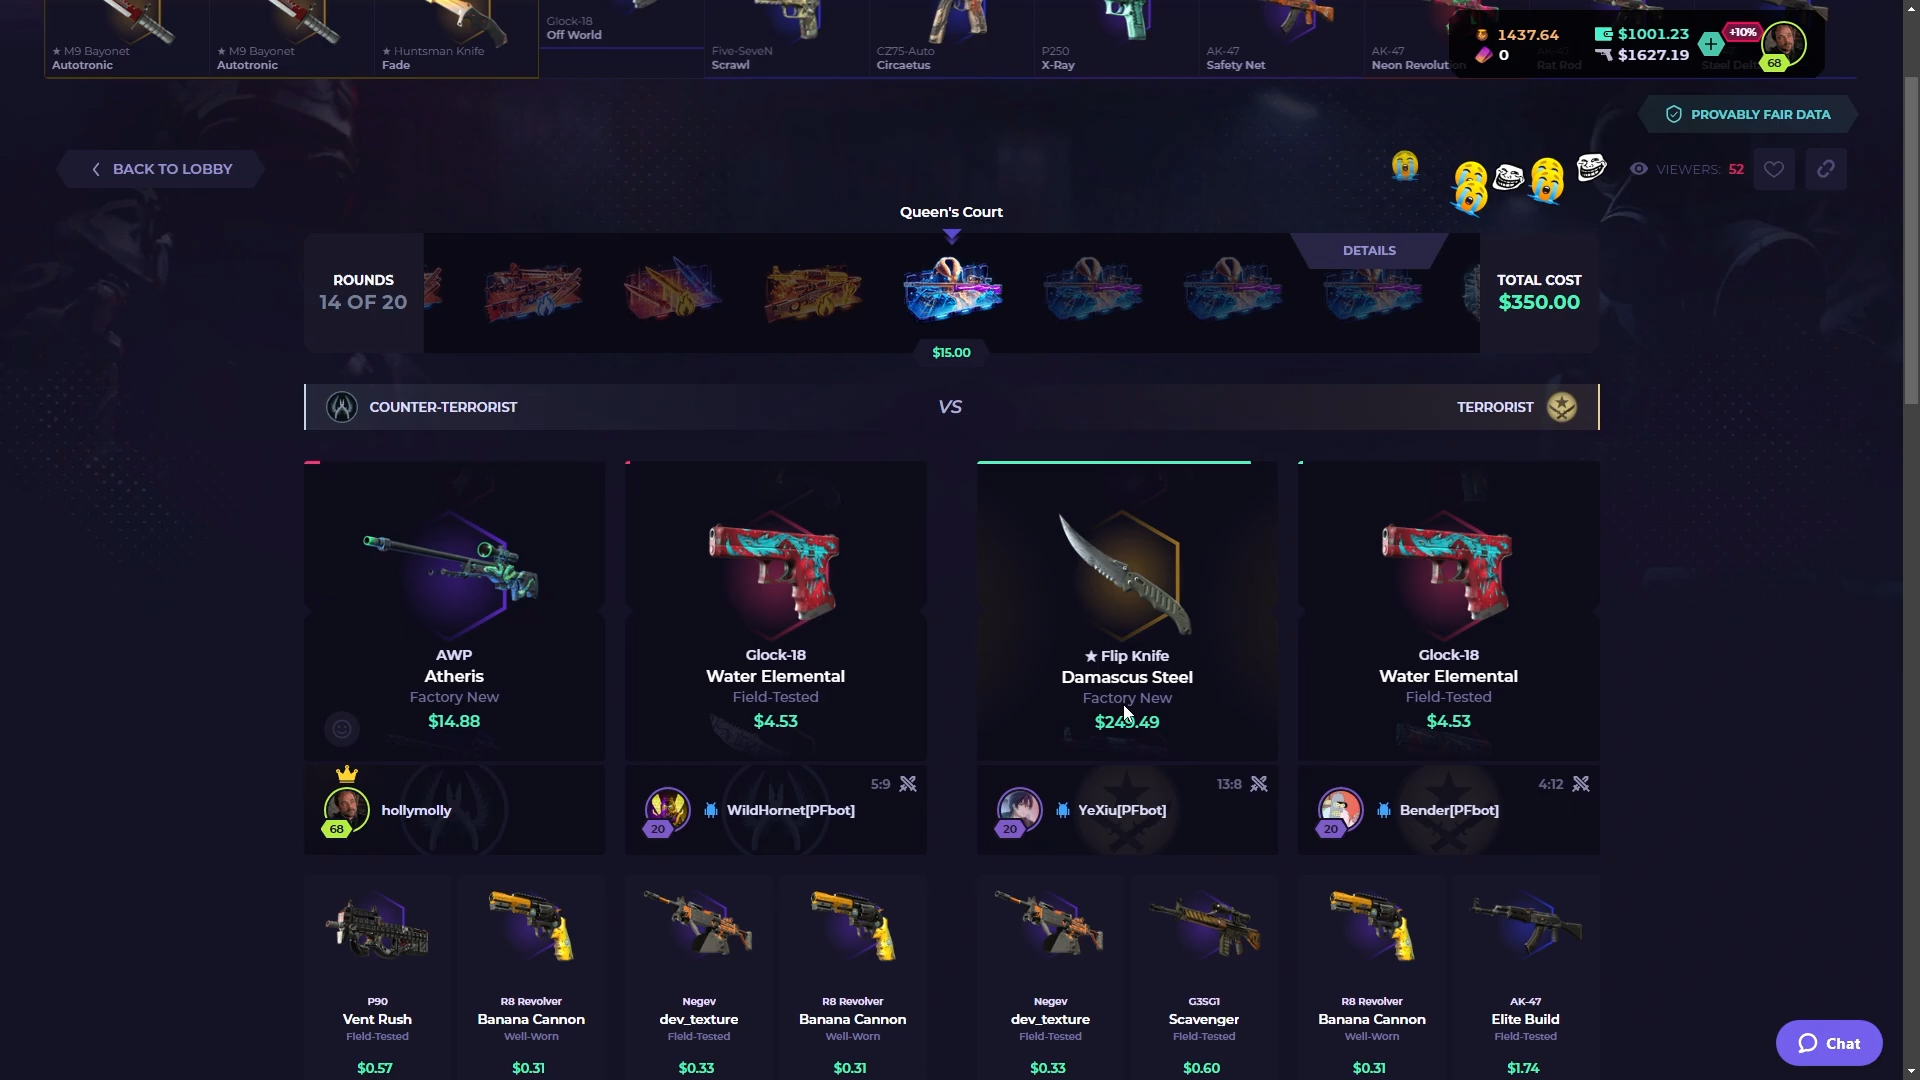 ★ M9 Bayonet
Autotronic
★ M9 Bayonet
Autotronic
★ Huntsman Knife
Fade
Glock-18
Off World
Five-SeveN
Scrawl
CZ75-Auto
Circaetus
P250
X-Ray
AK-47
Safety Net
AK-47
Neon Revolution
Rat Rod
1437.64
0
$1001.23
$1627.19
+10%
68
PROVABLY FAIR DATA
BACK TO LOBBY
VIEWERS: 52
Queen's Court
ROUNDS
14 OF 20
DETAILS
TOTAL COST
$350.00
$15.00
COUNTER-TERRORIST
VS
TERRORIST
AWP
Atheris
Factory New
$14.88
Glock-18
Water Elemental
Field-Tested
$4.53
★ Flip Knife
Damascus Steel
Factory New
$249.49
Glock-18
Water Elemental
Field-Tested
$4.53
68
hollymolly
5:9
20
WildHornet[PFbot]
13:8
20
YeXiu[PFbot]
4:12
20
Bender[PFbot]
P90
Vent Rush
Field-Tested
$0.57
R8 Revolver
Banana Cannon
Well-Worn
$0.31
Negev
dev_texture
Field-Tested
$0.33
R8 Revolver
Banana Cannon
Well-Worn
$0.31
Negev
dev_texture
Field-Tested
$0.33
G3SG1
Scavenger
Field-Tested
$0.60
R8 Revolver
Banana Cannon
Well-Worn
$0.31
AK-47
Elite Build
Field-Tested
$1.74
Chat